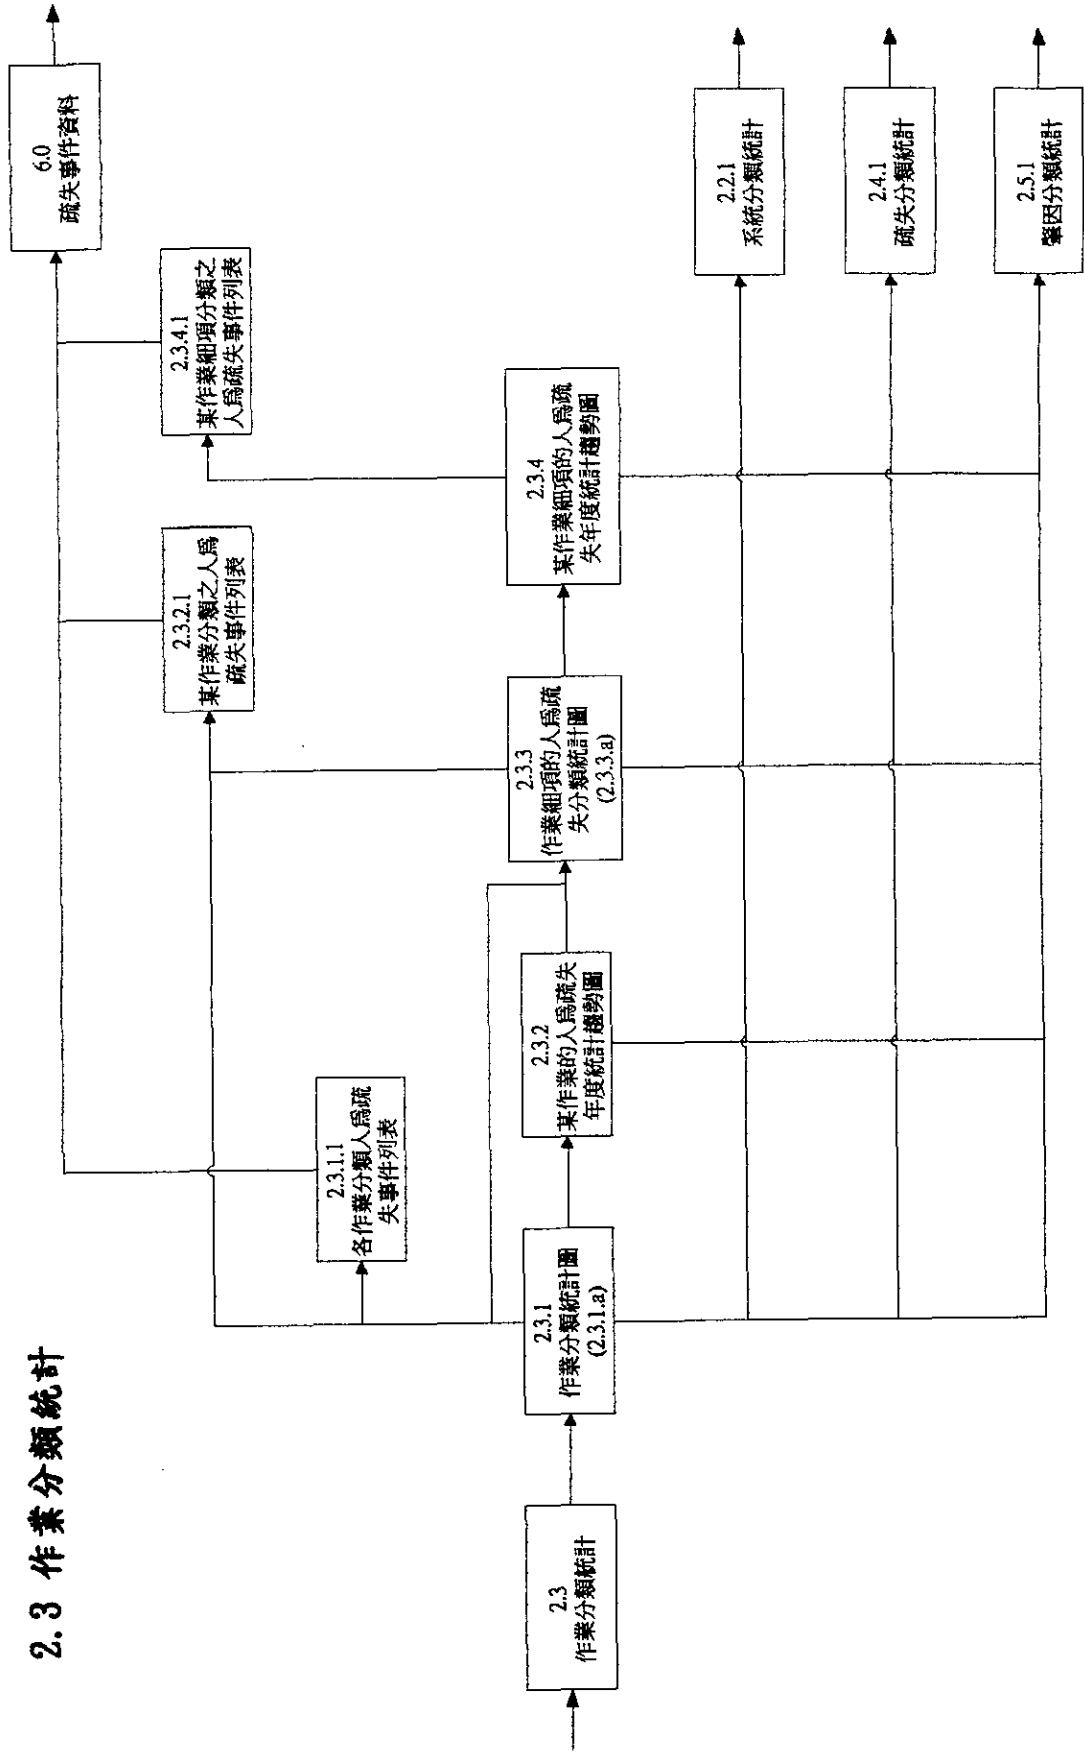 2.3 作業分類統計
6.0
疏失事件資料
2.3.4.1
某作業細項分類之
人為疏失事件列表
2.3.2.1
某作業分類之人為
疏失事件列表
2.3.1.1
各作業分類人為疏
失事件列表
2.3
作業分類統計
2.3.1
作業分類統計圖
(2.3.1.a)
2.3.2
某作業的人為疏失
年度統計趨勢圖
2.3.3
作業細項的人為疏
失分類統計圖
(2.3.3.a)
2.3.4
某作業細項的人為疏
失年度統計趨勢圖
2.2.1
系統分類統計
2.4.1
疏失分類統計
2.5.1
肇因分類統計